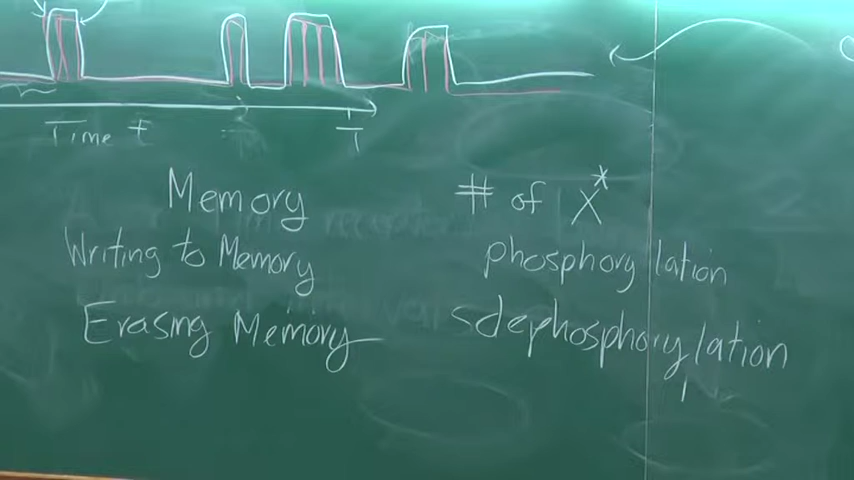 Time t
T
Memory # of X*
Writing to Memory phosphorylation
Erasing Memory dephosphorylation